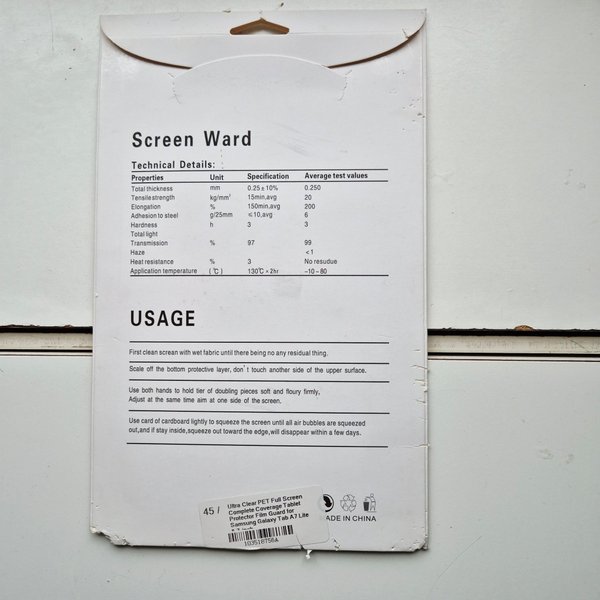 Screen Ward
Technical Details:
Properties Unit Specification Average test values
Total thickness mm 0.25±10% 0.250
Tensile strength kg/mm² 15min,avg 20
Elongation % 150min,avg 200
Adhesion to steel g/25mm ≤10,avg 6
Hardness h 3 3
Total light
Transmission % 97 99
Haze <1
Heat resistance % 3 No resudue
Application temperature (℃) 130℃×2hr -10~80
USAGE
First clean screan with wet fabric until there being no any residual thing.
Scale off the bottom protective layer, don't touch another side of the upper surface.
Use both hands to hold tier of doubling pieces soft and floury firmly,
Adjust at the same time aim at one side of the screen.
Use card of cardboard lightly to squeeze the screen until all air bubbles are squeezed
out,and if stay inside,squeeze out toward the edge,will disappear within a few days.
45 /
Ultra Clear PET Full Screen
Complete Coverage Tablet
Protector Film Guard for
Samsung Galaxy Tab A7 Lite
103518758A
MADE IN CHINA